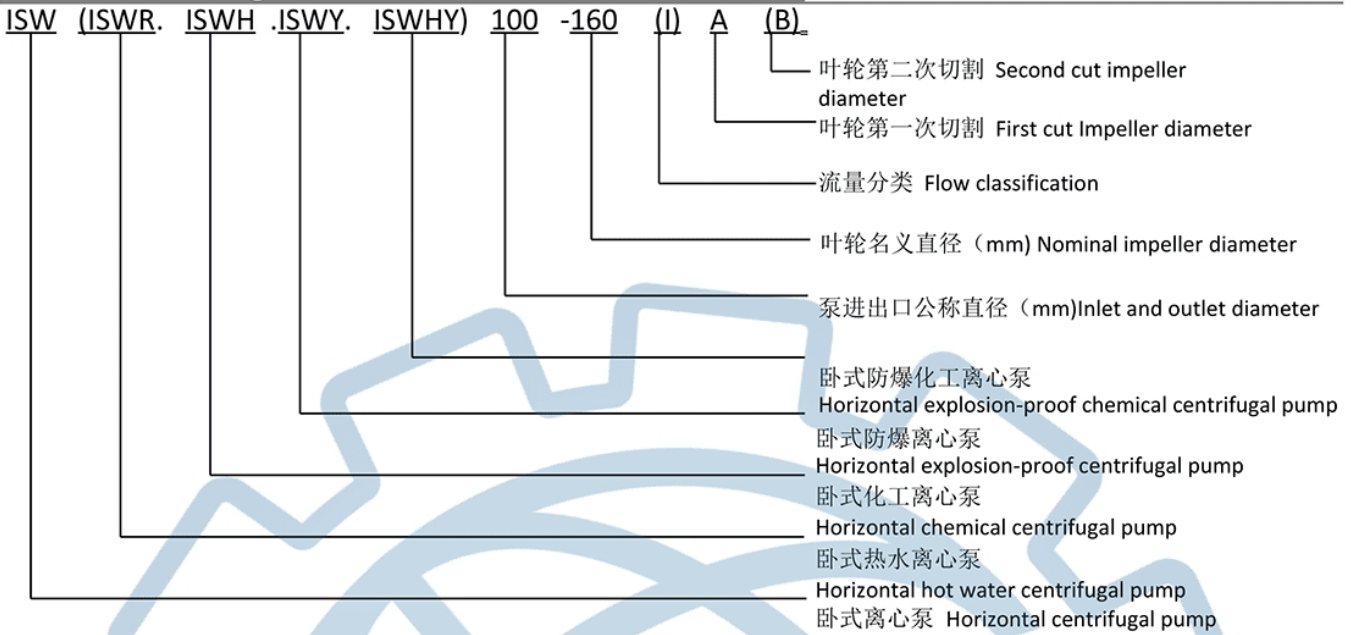 ISW (ISWR. ISWH .ISWY. ISWHY) 100 -160 (I) A (B)
叶轮第二次切割 Second cut impeller
diameter
叶轮第一次切割 First cut Impeller diameter
流量分类 Flow classification
叶轮名义直径（mm) Nominal impeller diameter
泵进出口公称直径（mm)Inlet and outlet diameter
卧式防爆化工离心泵
Horizontal explosion-proof chemical centrifugal pump
卧式防爆离心泵
Horizontal explosion-proof centrifugal pump
卧式化工离心泵
Horizontal chemical centrifugal pump
卧式热水离心泵
Horizontal hot water centrifugal pump
卧式离心泵 Horizontal centrifugal pump